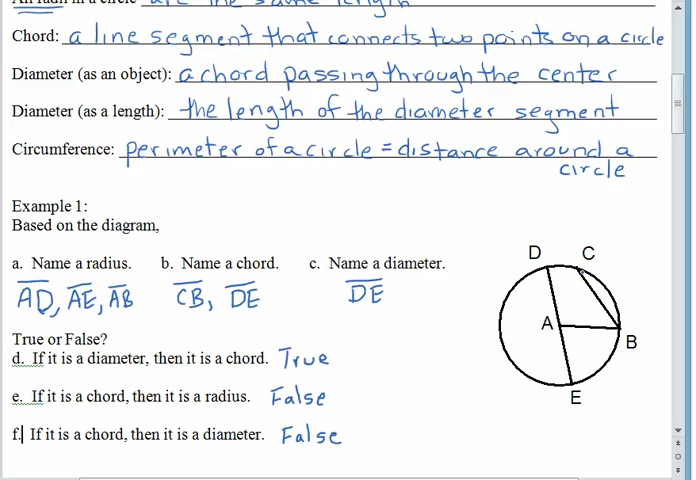 are the same length
Chord: a line segment that connects two points on a circle
Diameter (as an object): a chord passing through the center
Diameter (as a length): the length of the diameter segment
Circumference: perimeter of a circle = distance around a
circle
Example 1:
Based on the diagram,
a. Name a radius. b. Name a chord. c. Name a diameter.
AD, AE, AB CB, DE DE
True or False?
d. If it is a diameter, then it is a chord. True
e. If it is a chord, then it is a radius. False
f. If it is a chord, then it is a diameter. False
D C
A
B
E